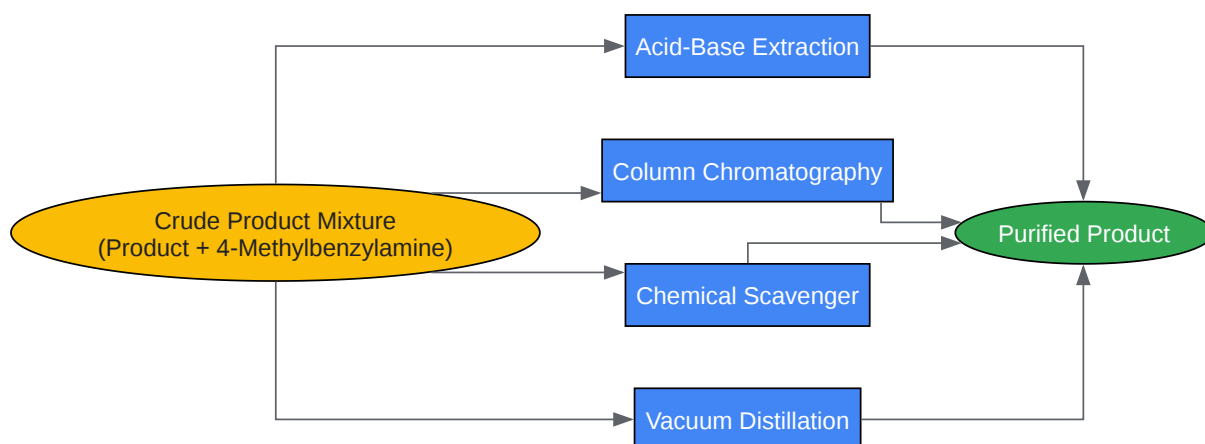 Acid-Base Extraction
Column Chromatography
Crude Product Mixture
(Product + 4-Methylbenzylamine)
Purified Product
Chemical Scavenger
Vacuum Distillation